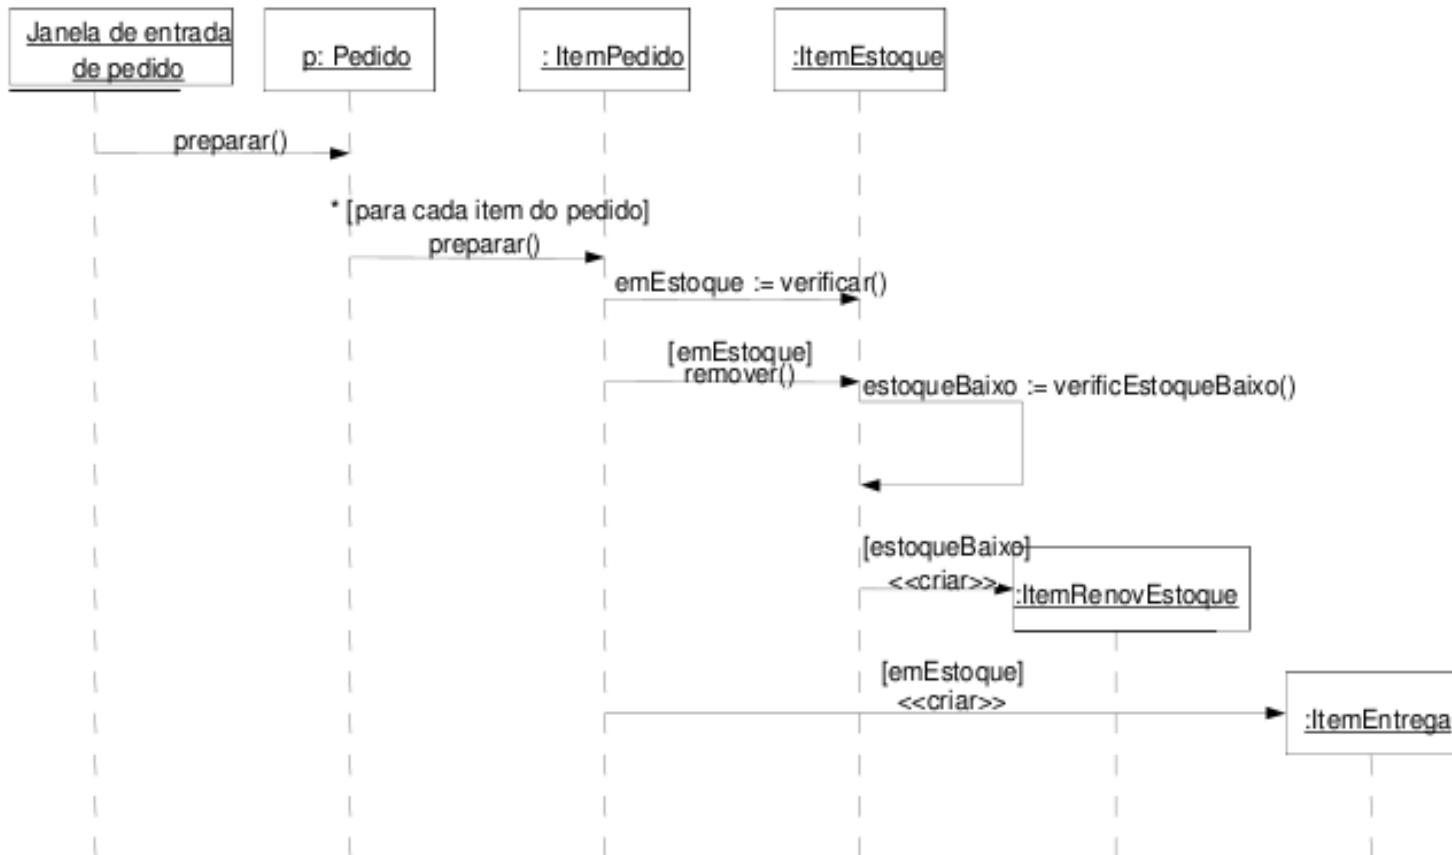 Janela de entrada
de pedido
p: Pedido
: ItemPedido
:ItemEstoque
preparar()
* [para cada item do pedido]
preparar()
emEstoque := verificar()
[emEstoque]
remover()
estoqueBaixo := verificEstoqueBaixo()
[estoqueBaixo]
<<criar>>
:ItemRenovEstoque
[emEstoque]
<<criar>>
:ItemEntrega